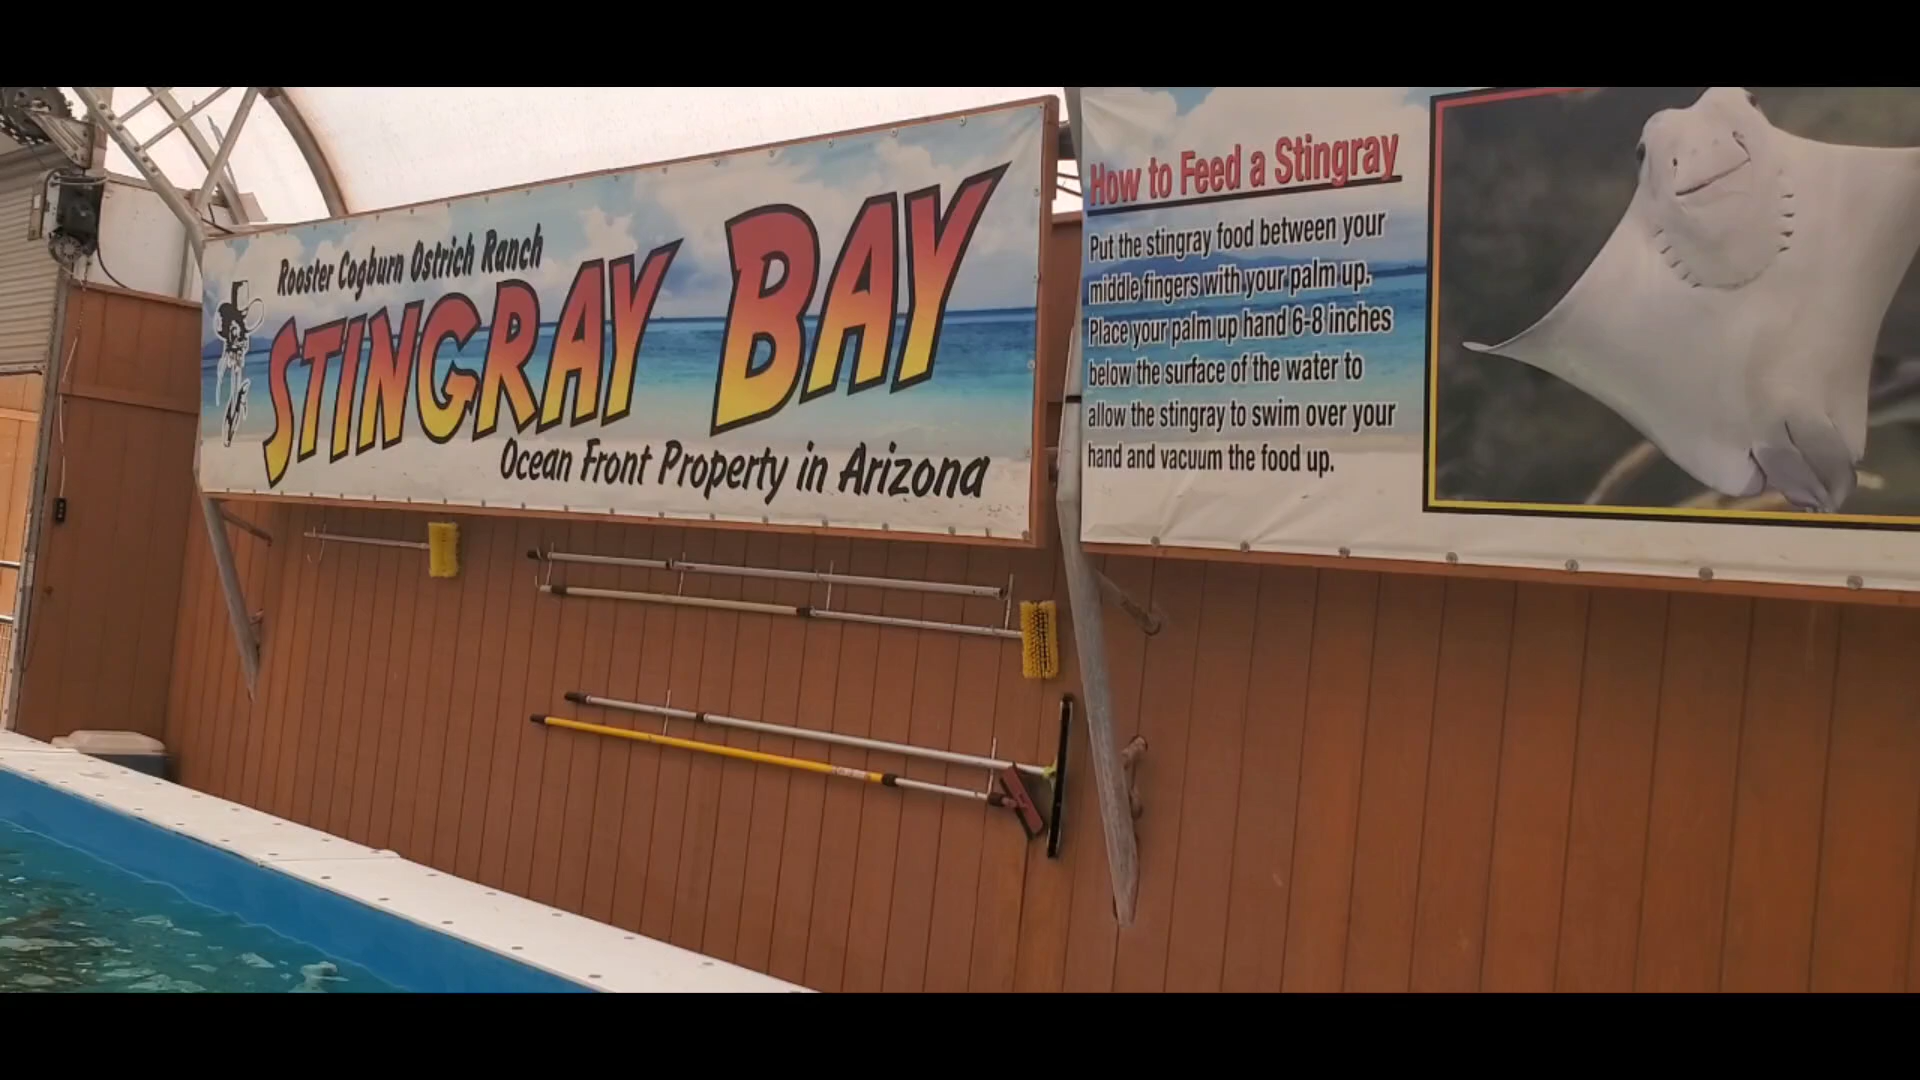 Rooster Cogburn Ostrich Ranch
STINGRAY BAY
Ocean Front Property in Arizona
How to Feed a Stingray
Put the stingray food between your
middle fingers with your palm up.
Place your palm up hand 6-8 inches
below the surface of the water to
allow the stingray to swim over your
hand and vacuum the food up.